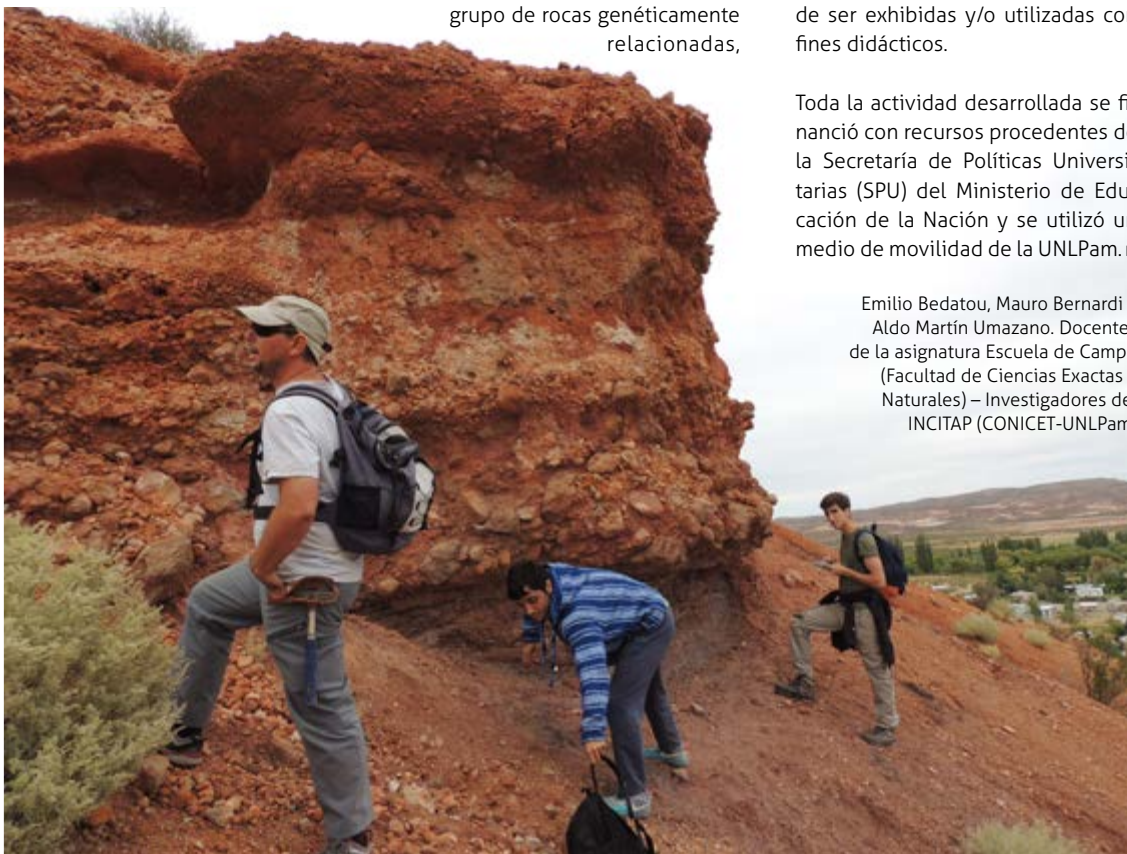 grupo de rocas genéticamente
relacionadas,
de ser exhibidas y/o utilizadas con
fines didácticos.
Toda la actividad desarrollada se fi
nanció con recursos procedentes de
la Secretaría de Políticas Universi
tarias (SPU) del Ministerio de Edu
cación de la Nación y se utilizó un
medio de movilidad de la UNLPam.
Emilio Bedatou, Mauro Bernardi
Aldo Martín Umazano. Docente
de la asignatura Escuela de Camp
(Facultad de Ciencias Exactas
Naturales) – Investigadores de
INCITAP (CONICET-UNLPam